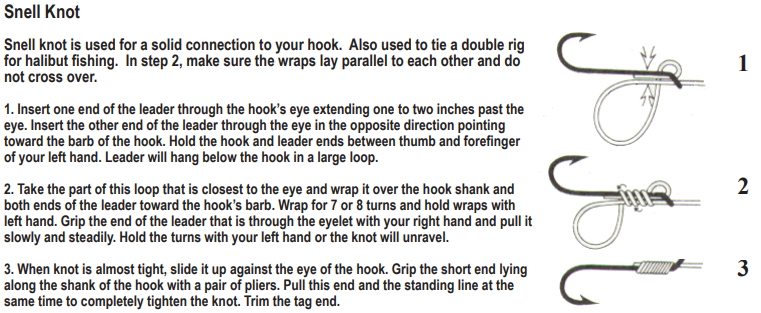 Snell Knot
Snell knot is used for a solid connection to your hook.  Also used to tie a double rig
for halibut fishing.  In step 2, make sure the wraps lay parallel to each other and do
not cross over.
1. Insert one end of the leader through the hook's eye extending one to two inches past the
eye. Insert the other end of the leader through the eye in the opposite direction pointing
toward the barb of the hook. Hold the hook and leader ends between thumb and forefinger
of your left hand. Leader will hang below the hook in a large loop.
2. Take the part of this loop that is closest to the eye and wrap it over the hook shank and
both ends of the leader toward the hook's barb. Wrap for 7 or 8 turns and hold wraps with
left hand. Grip the end of the leader that is through the eyelet with your right hand and pull it
slowly and steadily. Hold the turns with your left hand or the knot will unravel.
3. When knot is almost tight, slide it up against the eye of the hook. Grip the short end lying
along the shank of the hook with a pair of pliers. Pull this end and the standing line at the
same time to completely tighten the knot. Trim the tag end.
1
2
3